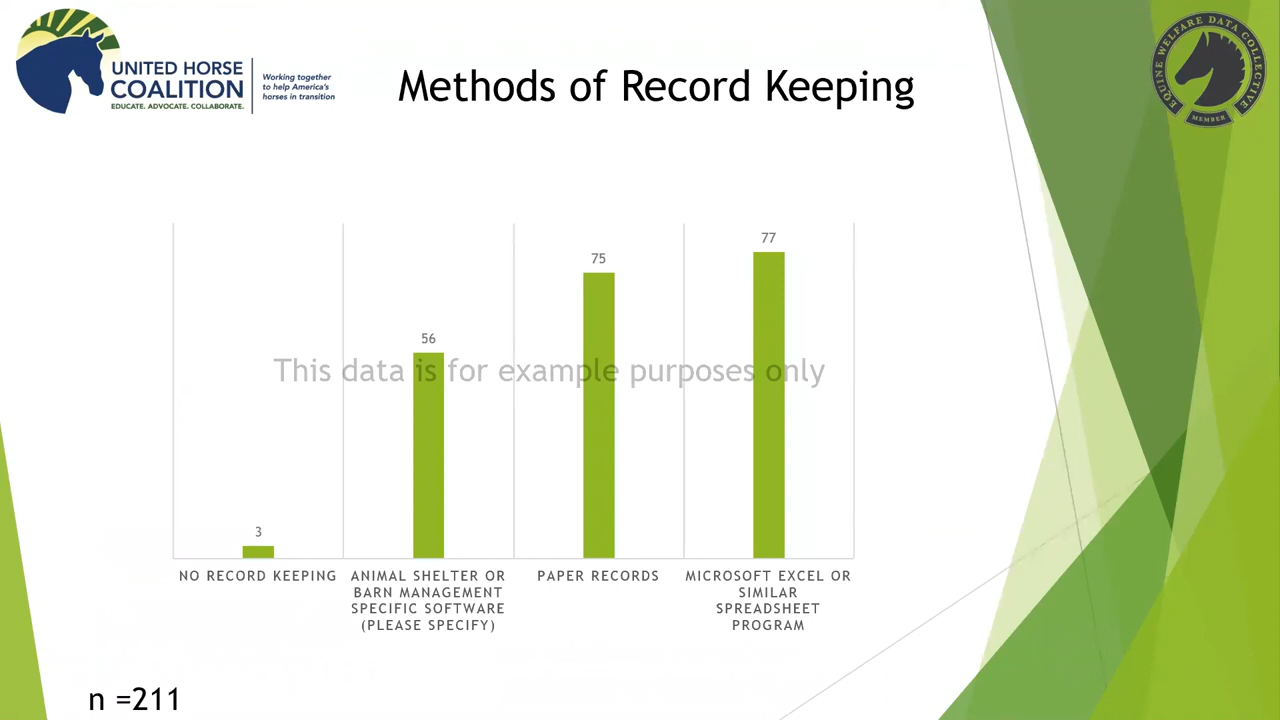 UNITED HORSE
COALITION
EDUCATE. ADVOCATE. COLLABORATE.
Working together
to help America's
horses in transition
Methods of Record Keeping
EQUINE WELFARE DATA COLLECTIVE
MEMBER
77
75
56
This data is for example purposes only
3
NO RECORD KEEPING
ANIMAL SHELTER OR
BARN MANAGEMENT
SPECIFIC SOFTWARE
(PLEASE SPECIFY)
PAPER RECORDS
MICROSOFT EXCEL OR
SIMILAR
SPREADSHEET
PROGRAM
n =211